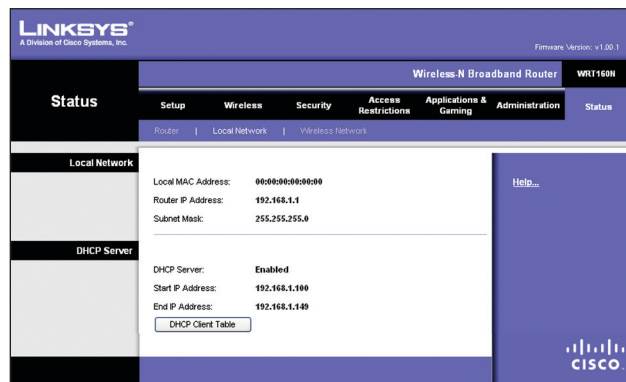 LINKSYS®
A Division of Cisco Systems, Inc.
Firmware Version: v1.00.1
Wireless-N Broadband Router WRT160N
Status
Setup Wireless Security Access Restrictions Applications & Gaming Administration Status
Router | Local Network | Wireless Network
Local Network
Local MAC Address: 00:00:00:00:00:00
Help...
Router IP Address: 192.168.1.1
Subnet Mask: 255.255.255.0
DHCP Server
DHCP Server: Enabled
Start IP Address: 192.168.1.100
End IP Address: 192.168.1.149
DHCP Client Table
CISCO.